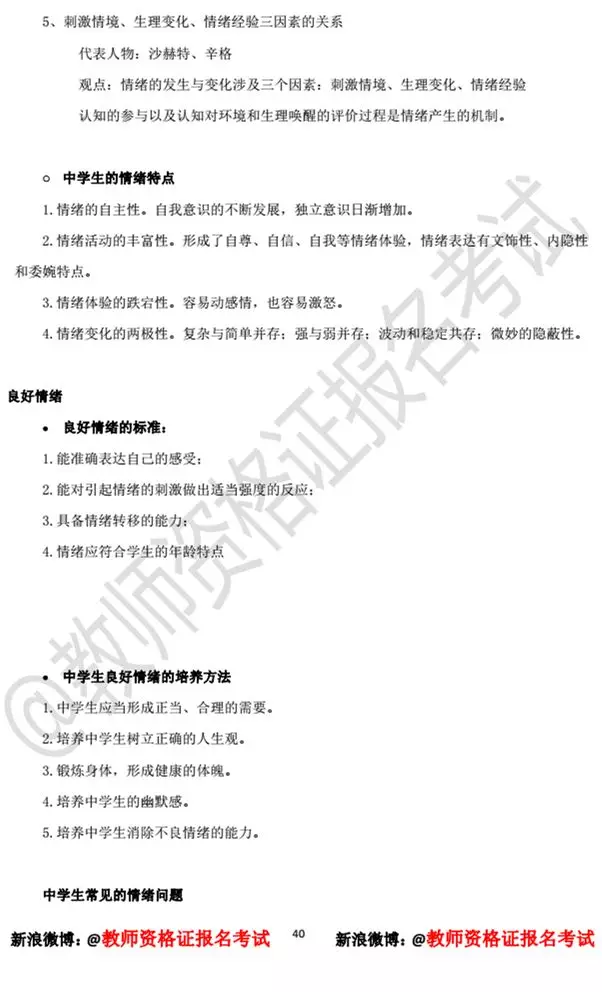 5、刺激情境、生理变化、情绪经验三因素的关系
代表人物：沙赫特、辛格
观点：情绪的发生与变化涉及三个因素：刺激情境、生理变化、情绪经验
认知的参与以及认知对环境和生理唤醒的评价过程是情绪产生的机制。
○ 中学生的情绪特点
1.情绪的自主性。自我意识的不断发展，独立意识日渐增加。
2.情绪活动的丰富性。形成了自尊、自信、自我等情绪体验，情绪表达有文饰性、内隐性
和委婉特点。
3.情绪体验的跌宕性。容易动感情，也容易激怒。
4.情绪变化的两极性。复杂与简单并存；强与弱并存；波动和稳定共存；微妙的隐蔽性。
良好情绪
• 良好情绪的标准：
1.能准确表达自己的感受；
2.能对引起情绪的刺激做出适当强度的反应；
3.具备情绪转移的能力；
4.情绪应符合学生的年龄特点
• 中学生良好情绪的培养方法
1.中学生应当形成正当、合理的需要。
2.培养中学生树立正确的人生观。
3.锻炼身体，形成健康的体魄。
4.培养中学生的幽默感。
5.培养中学生消除不良情绪的能力。
中学生常见的情绪问题
新浪微博：@教师资格证报名考试 40 新浪微博：@教师资格证报名考试
@教师资格证报名考试